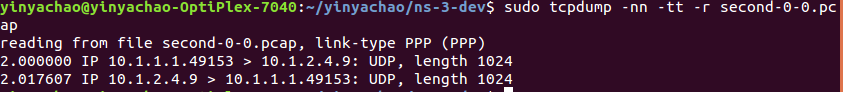 yinyachao@yinyachao-OptiPlex-7040:~/yinyachao/ns-3-dev$ sudo tcpdump -nn -tt -r second-0-0.pc
ap
reading from file second-0-0.pcap, link-type PPP (PPP)
2.000000 IP 10.1.1.1.49153 > 10.1.2.4.9: UDP, length 1024
2.017607 IP 10.1.2.4.9 > 10.1.1.1.49153: UDP, length 1024